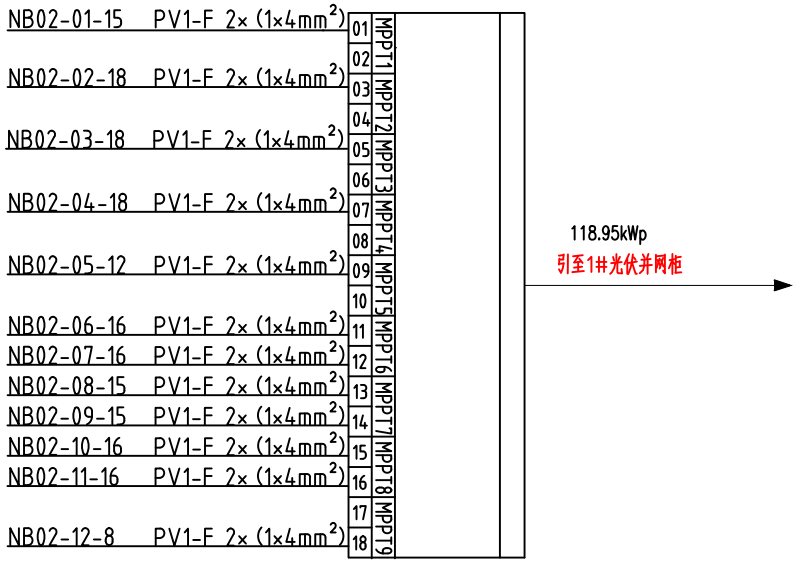 NB02-01-15 PV1-F 2×(1×4mm²) 01 MPPT1
02
NB02-02-18 PV1-F 2×(1×4mm²) 03 MPPT2
04
NB02-03-18 PV1-F 2×(1×4mm²) 05 MPPT3
06
NB02-04-18 PV1-F 2×(1×4mm²) 07 MPPT4
08
NB02-05-12 PV1-F 2×(1×4mm²) 09 MPPT5
10
NB02-06-16 PV1-F 2×(1×4mm²) 11 MPPT6
NB02-07-16 PV1-F 2×(1×4mm²) 12
NB02-08-15 PV1-F 2×(1×4mm²) 13 MPPT7
NB02-09-15 PV1-F 2×(1×4mm²) 14
NB02-10-16 PV1-F 2×(1×4mm²) 15 MPPT8
NB02-11-16 PV1-F 2×(1×4mm²) 16
17 MPPT9
NB02-12-8 PV1-F 2×(1×4mm²) 18
118.95kWp
引至1#光伏并网柜